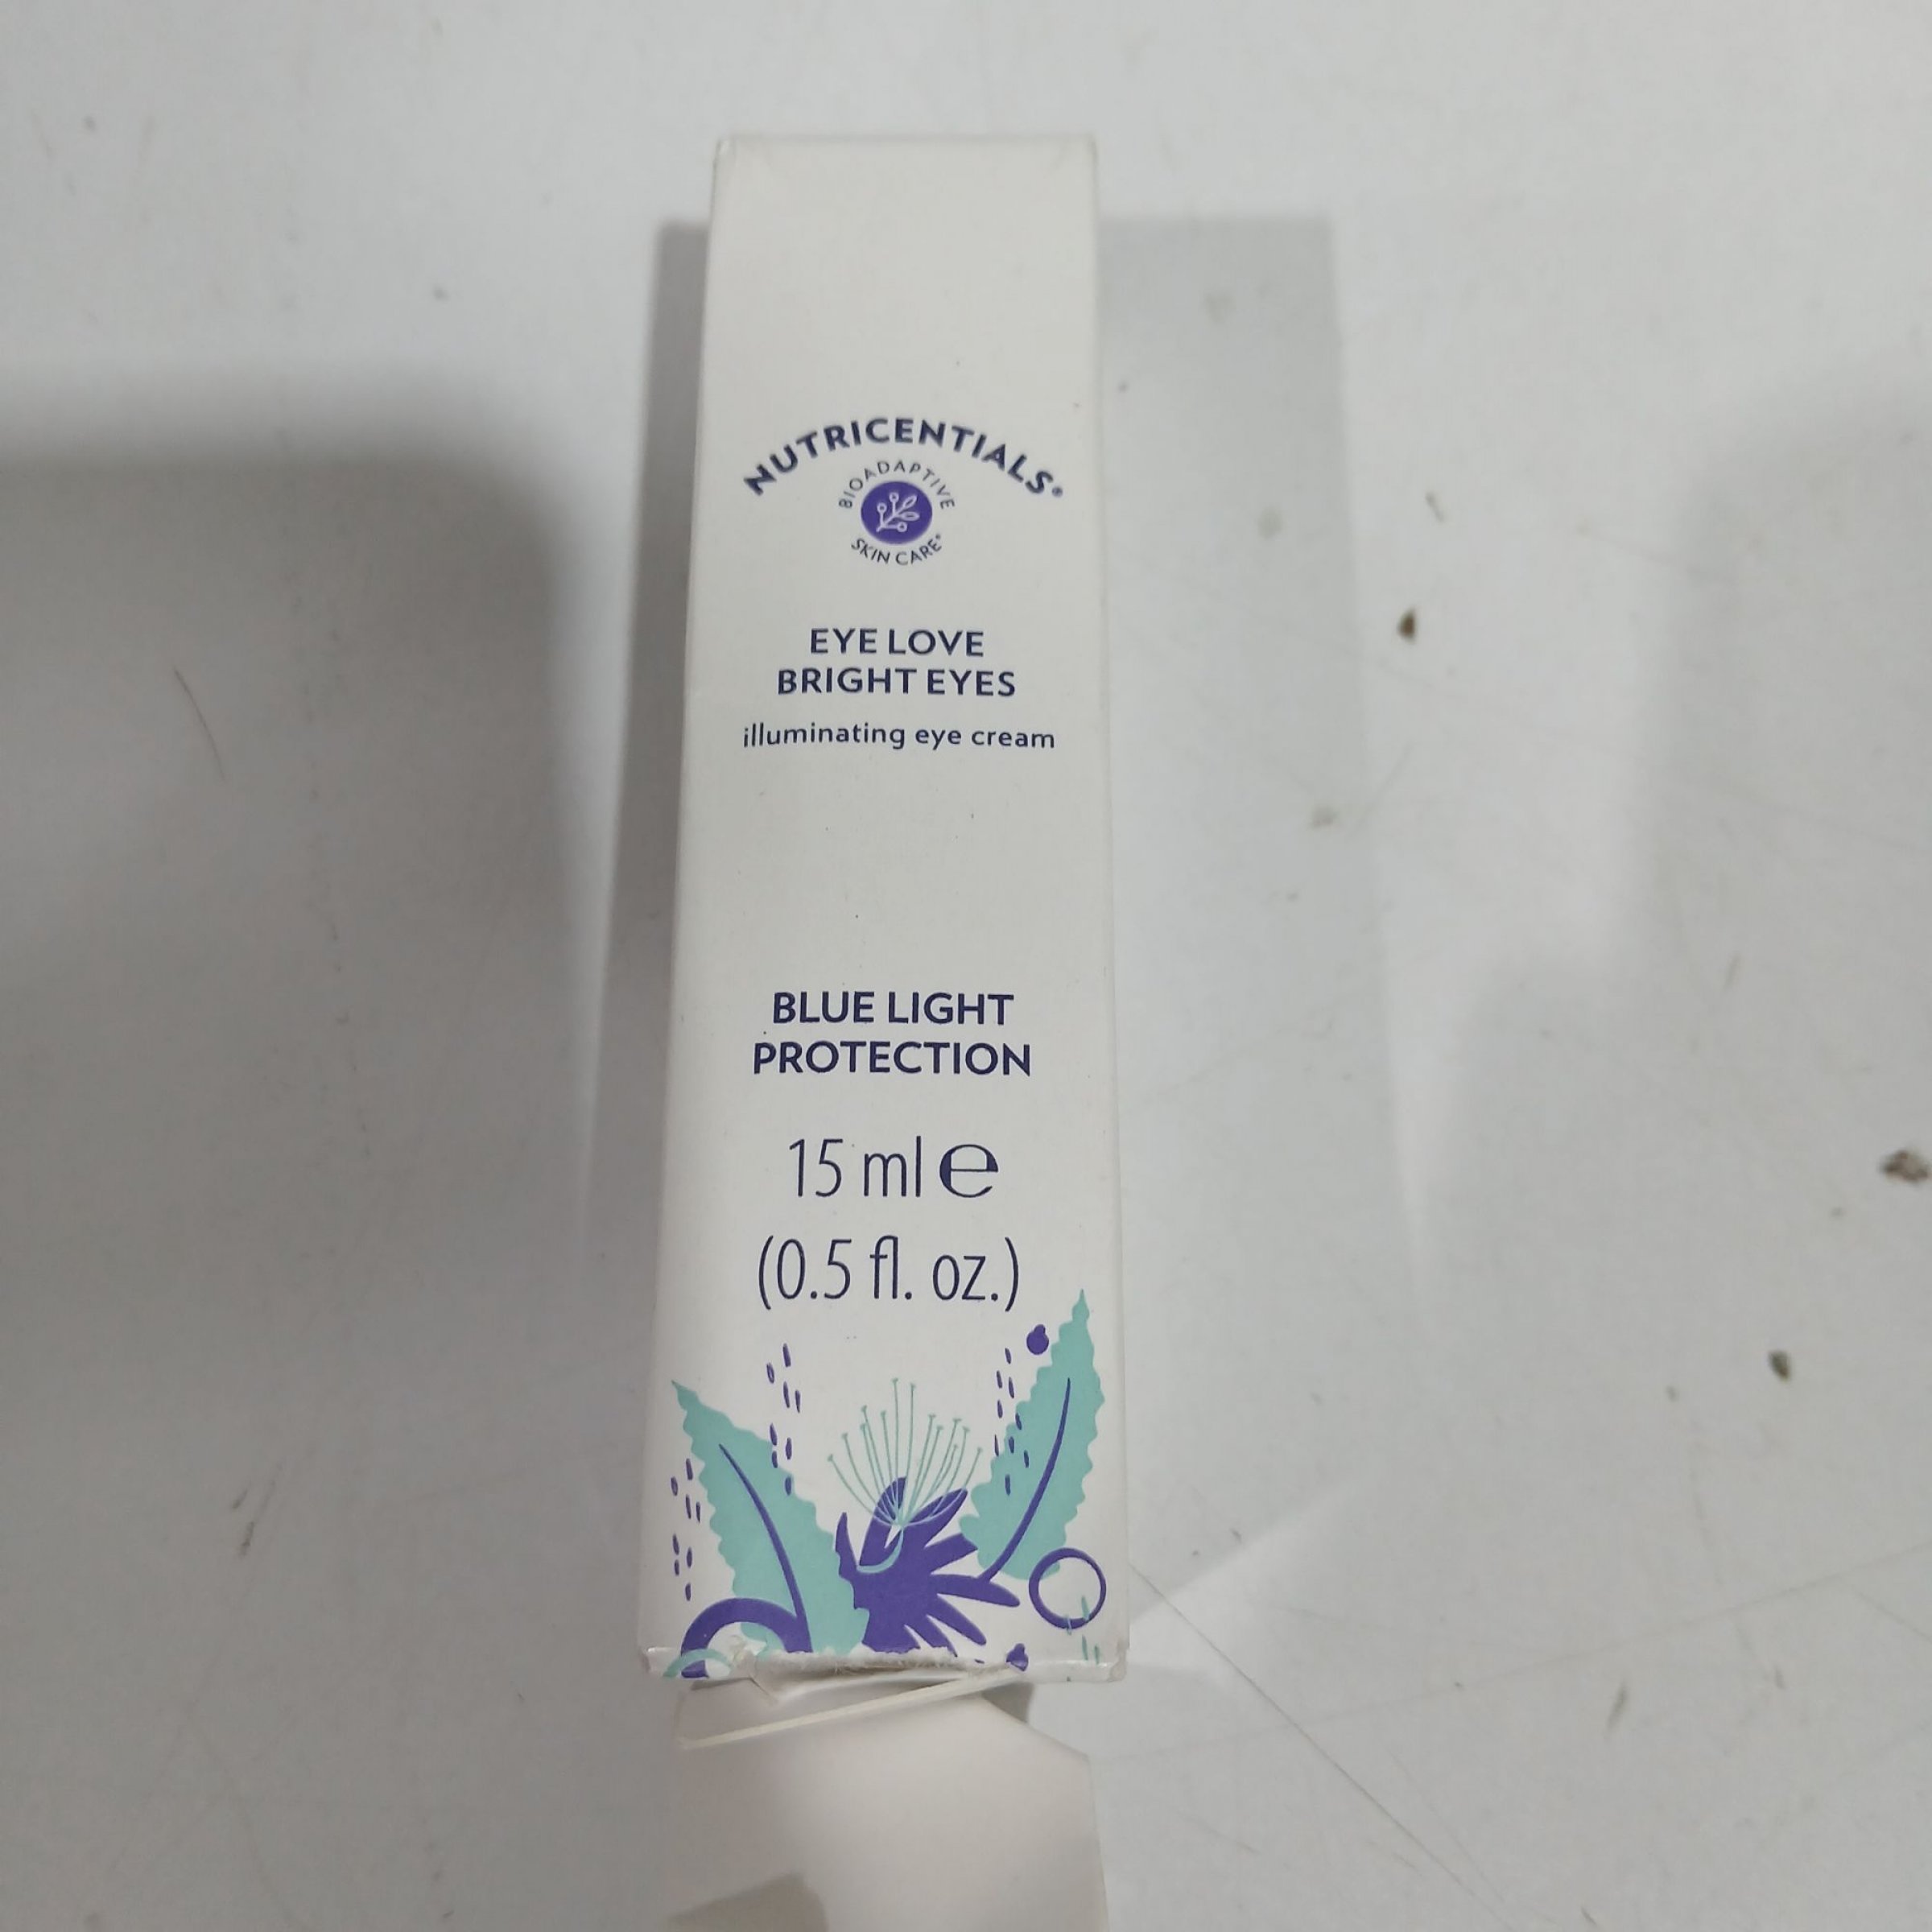 NUTRICENTIALS®
BIOADAPTIVE
SKIN CARE®
EYE LOVE
BRIGHT EYES
illuminating eye cream
BLUE LIGHT
PROTECTION
15 ml e
(0.5 fl. oz.)